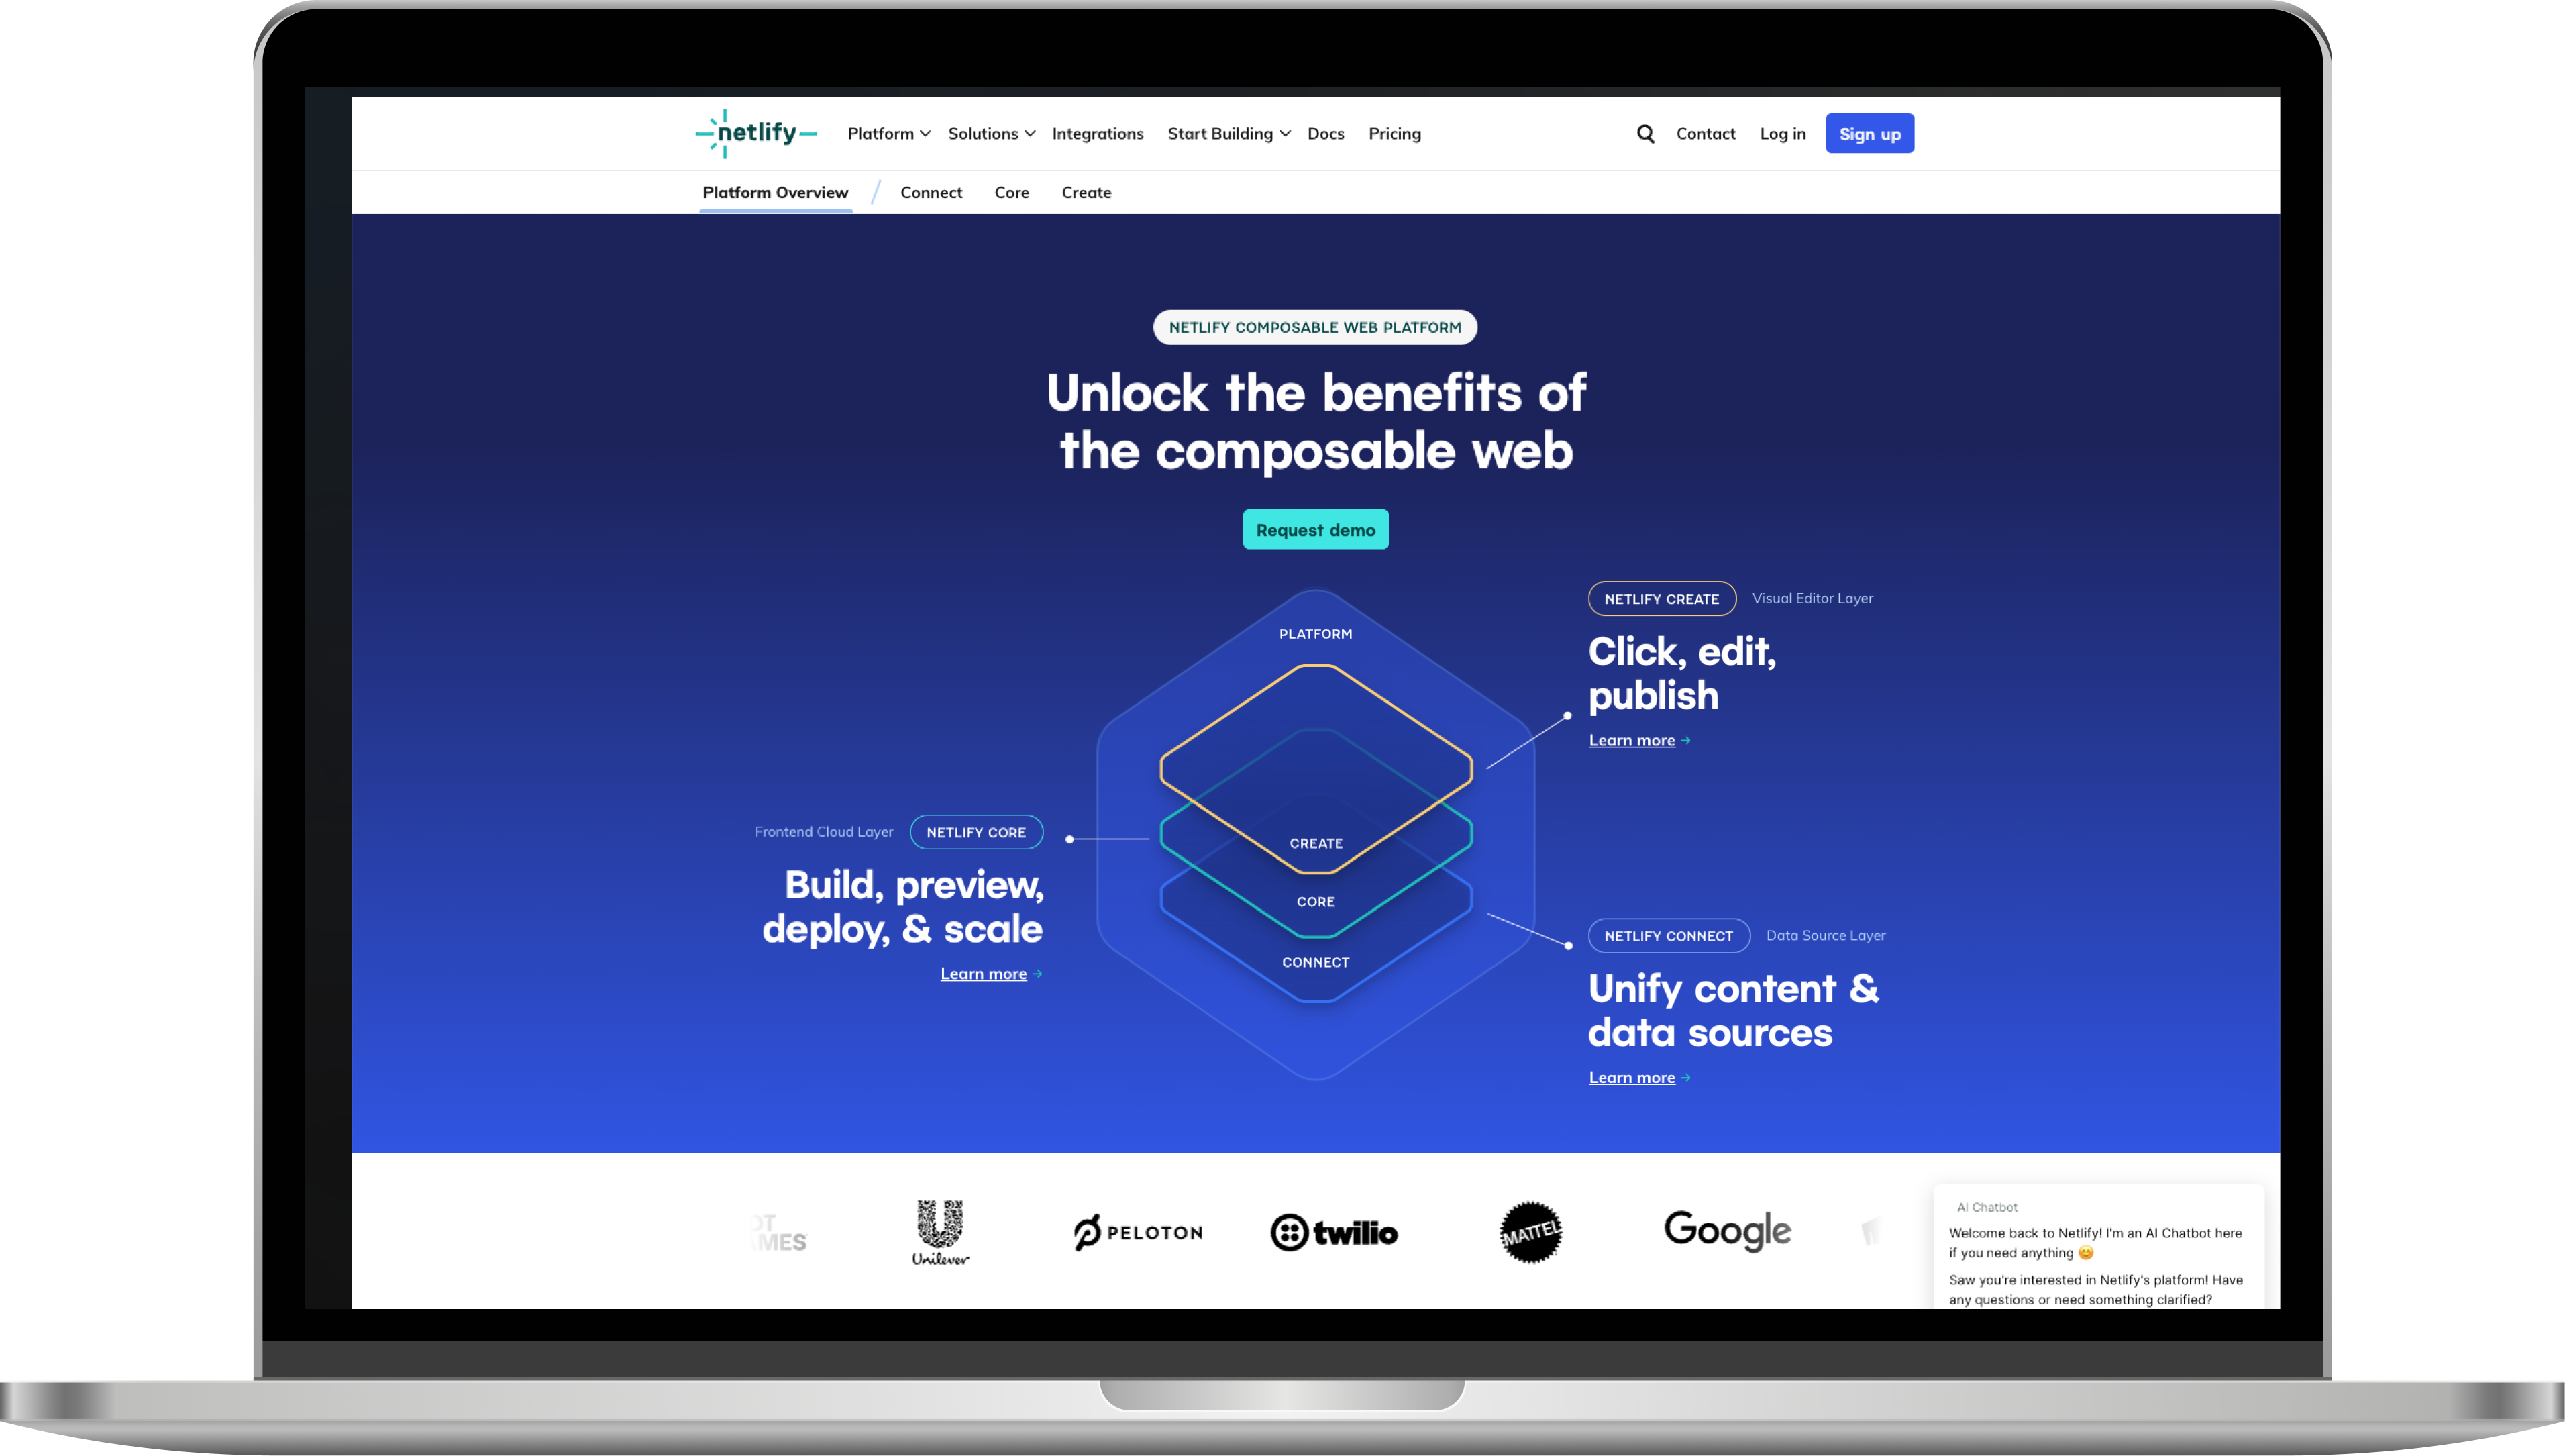 netlify
Platform
Solutions
Integrations
Start Building
Docs
Pricing
Contact
Log in
Sign up
Platform Overview
Connect
Core
Create
NETLIFY COMPOSABLE WEB PLATFORM
Unlock the benefits of
the composable web
Request demo
PLATFORM
CREATE
CORE
CONNECT
NETLIFY CREATE
Visual Editor Layer
Click, edit,
publish
Learn more →
Frontend Cloud Layer
NETLIFY CORE
Build, preview,
deploy, & scale
Learn more →
NETLIFY CONNECT
Data Source Layer
Unify content &
data sources
Learn more →
Unilever
PELOTON
twilio
MATTEL
Google
AI Chatbot
Welcome back to Netlify! I'm an AI Chatbot here
if you need anything 😊
Saw you're interested in Netlify's platform! Have
any questions or need something clarified?